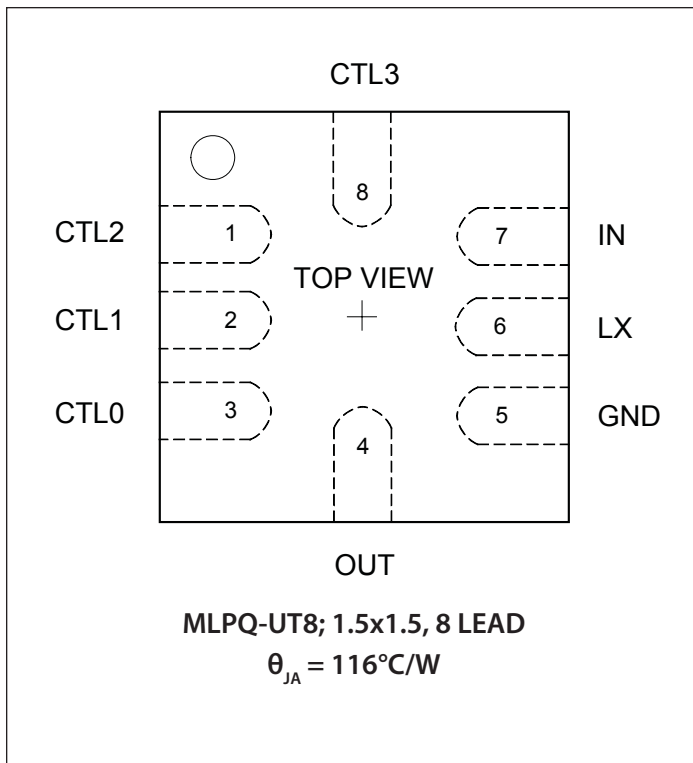 CTL3
8
CTL2 1 7 IN
TOP VIEW
CTL1 2 6 LX
CTL0 3 5 GND
4
OUT
MLPQ-UT8; 1.5x1.5, 8 LEAD
θJA = 116°C/W